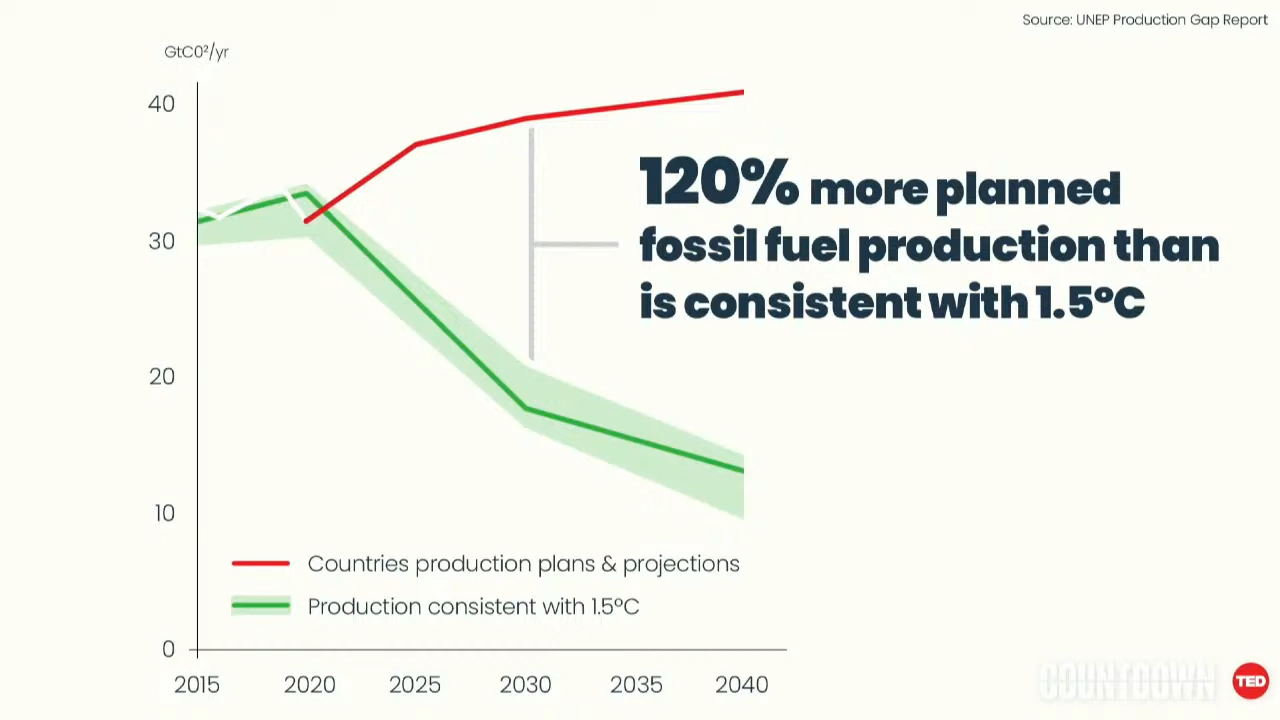 Source: UNEP Production Gap Report
GtC0²/yr
40
30
20
10
0
120% more planned
fossil fuel production than
is consistent with 1.5°C
Countries production plans & projections
Production consistent with 1.5°C
2015 2020 2025 2030 2035 2040
COUNTDOWN TED